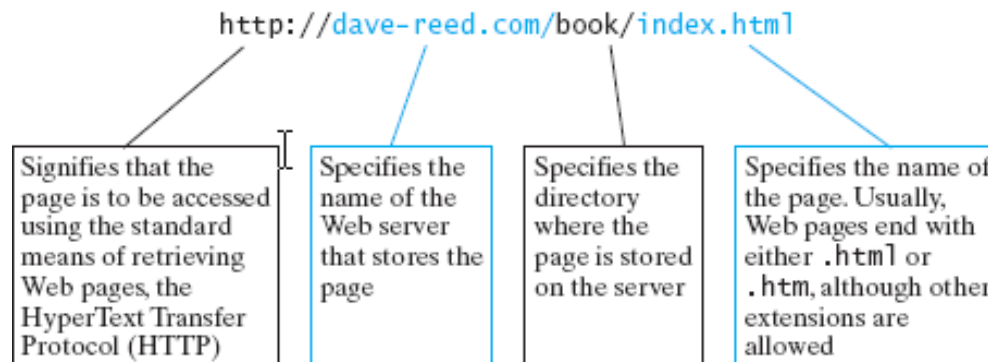 http://dave-reed.com/book/index.html
Signifies that the
page is to be accessed
using the standard
means of retrieving
Web pages, the
HyperText Transfer
Protocol (HTTP)
Specifies the
name of the
Web server
that stores the
page
Specifies the
directory
where the
page is stored
on the server
Specifies the name of
the page. Usually,
Web pages end with
either .html or
.htm, although other
extensions are
allowed